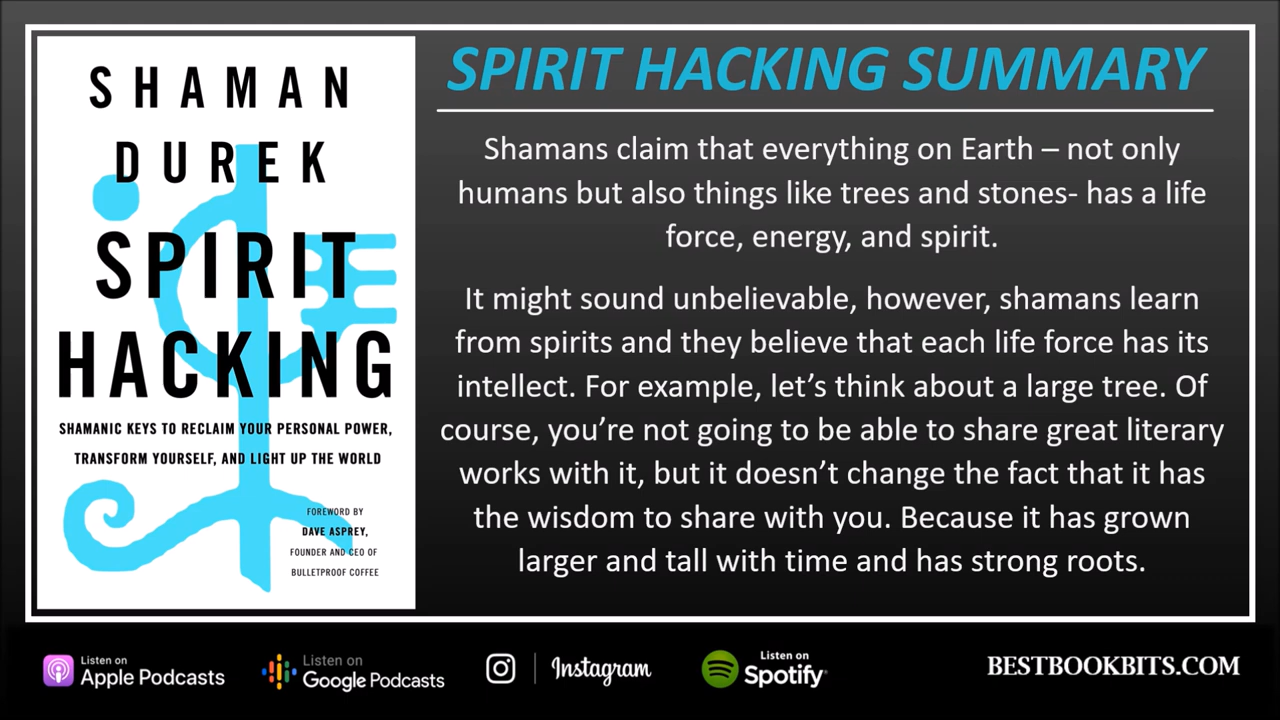 SHAMAN
DUREK
SPIRIT
HACKING
SHAMANIC KEYS TO RECLAIM YOUR PERSONAL POWER,
TRANSFORM YOURSELF, AND LIGHT UP THE WORLD
FOREWORD BY
DAVE ASPREY,
FOUNDER AND CEO OF
BULLETPROOF COFFEE
SPIRIT HACKING SUMMARY
Shamans claim that everything on Earth – not only
humans but also things like trees and stones- has a life
force, energy, and spirit.
It might sound unbelievable, however, shamans learn
from spirits and they believe that each life force has its
intellect. For example, let’s think about a large tree. Of
course, you’re not going to be able to share great literary
works with it, but it doesn’t change the fact that it has
the wisdom to share with you. Because it has grown
larger and tall with time and has strong roots.
Listen on
Apple Podcasts
Listen on
Google Podcasts
Instagram
Listen on
Spotify
BESTBOOKBITS.COM